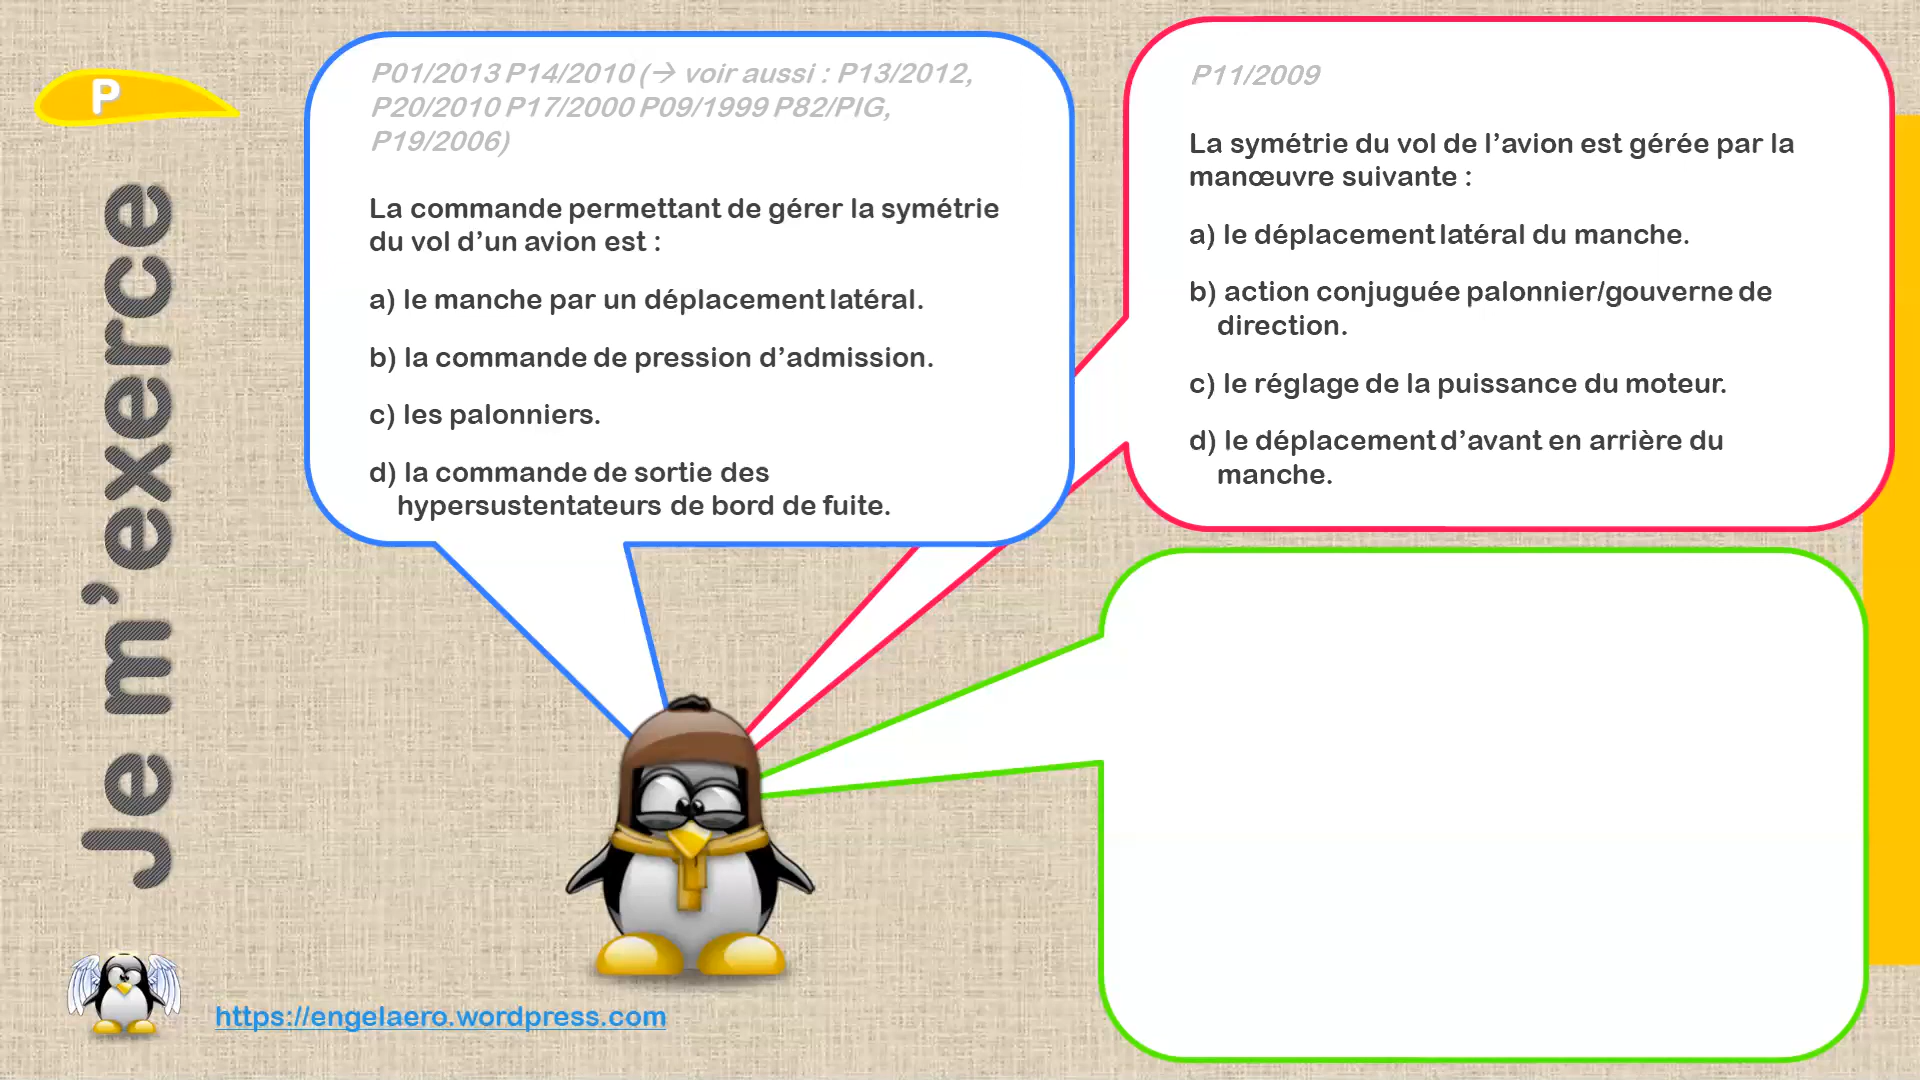 P
Je m’exerce
P01/2013 P14/2010 (→ voir aussi : P13/2012,
P20/2010 P17/2000 P09/1999 P82/PIG,
P19/2006)
La commande permettant de gérer la symétrie
du vol d’un avion est :
a) le manche par un déplacement latéral.
b) la commande de pression d’admission.
c) les palonniers.
d) la commande de sortie des
hypersustentateurs de bord de fuite.
P11/2009
La symétrie du vol de l’avion est gérée par la
manœuvre suivante :
a) le déplacement latéral du manche.
b) action conjuguée palonnier/gouverne de
direction.
c) le réglage de la puissance du moteur.
d) le déplacement d’avant en arrière du
manche.
https://engelaero.wordpress.com